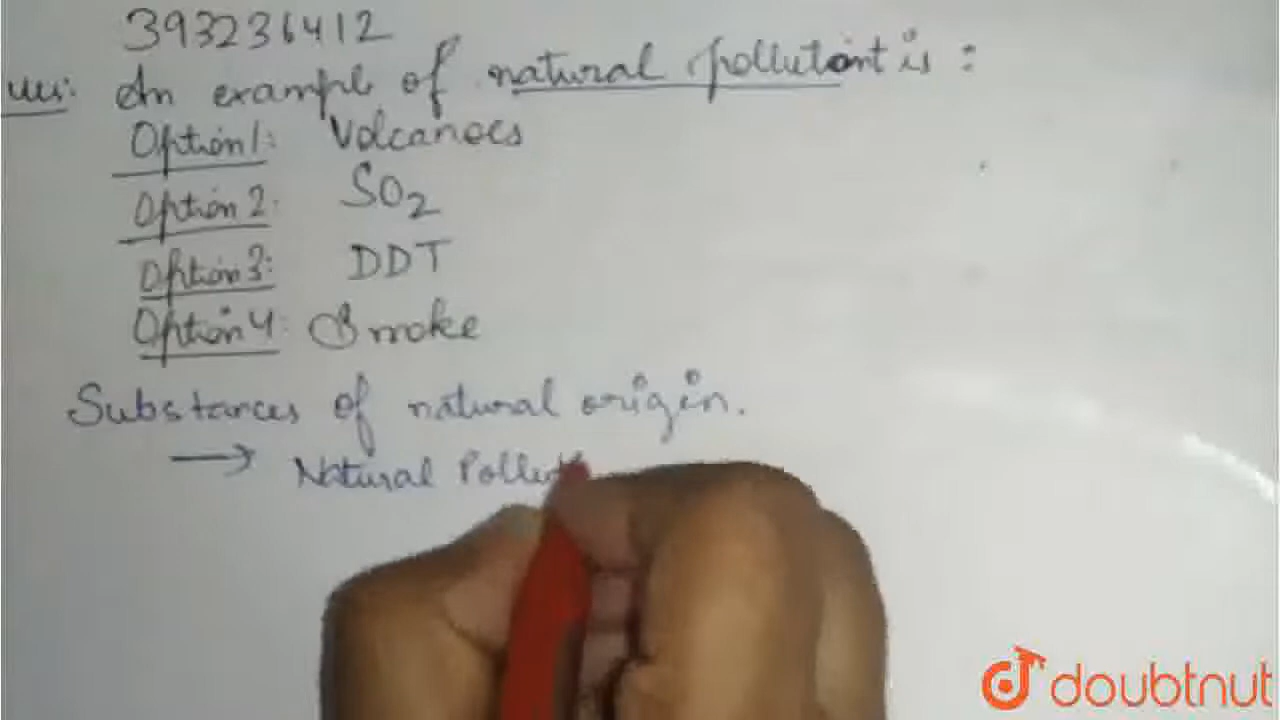 393236412
Ques: An example of natural pollutant is :
Option 1: Volcanoes
Option 2: SO2
Option 3: DDT
Option 4: Smoke
Substances of natural origin.
→ Natural Pollut
doubtnut